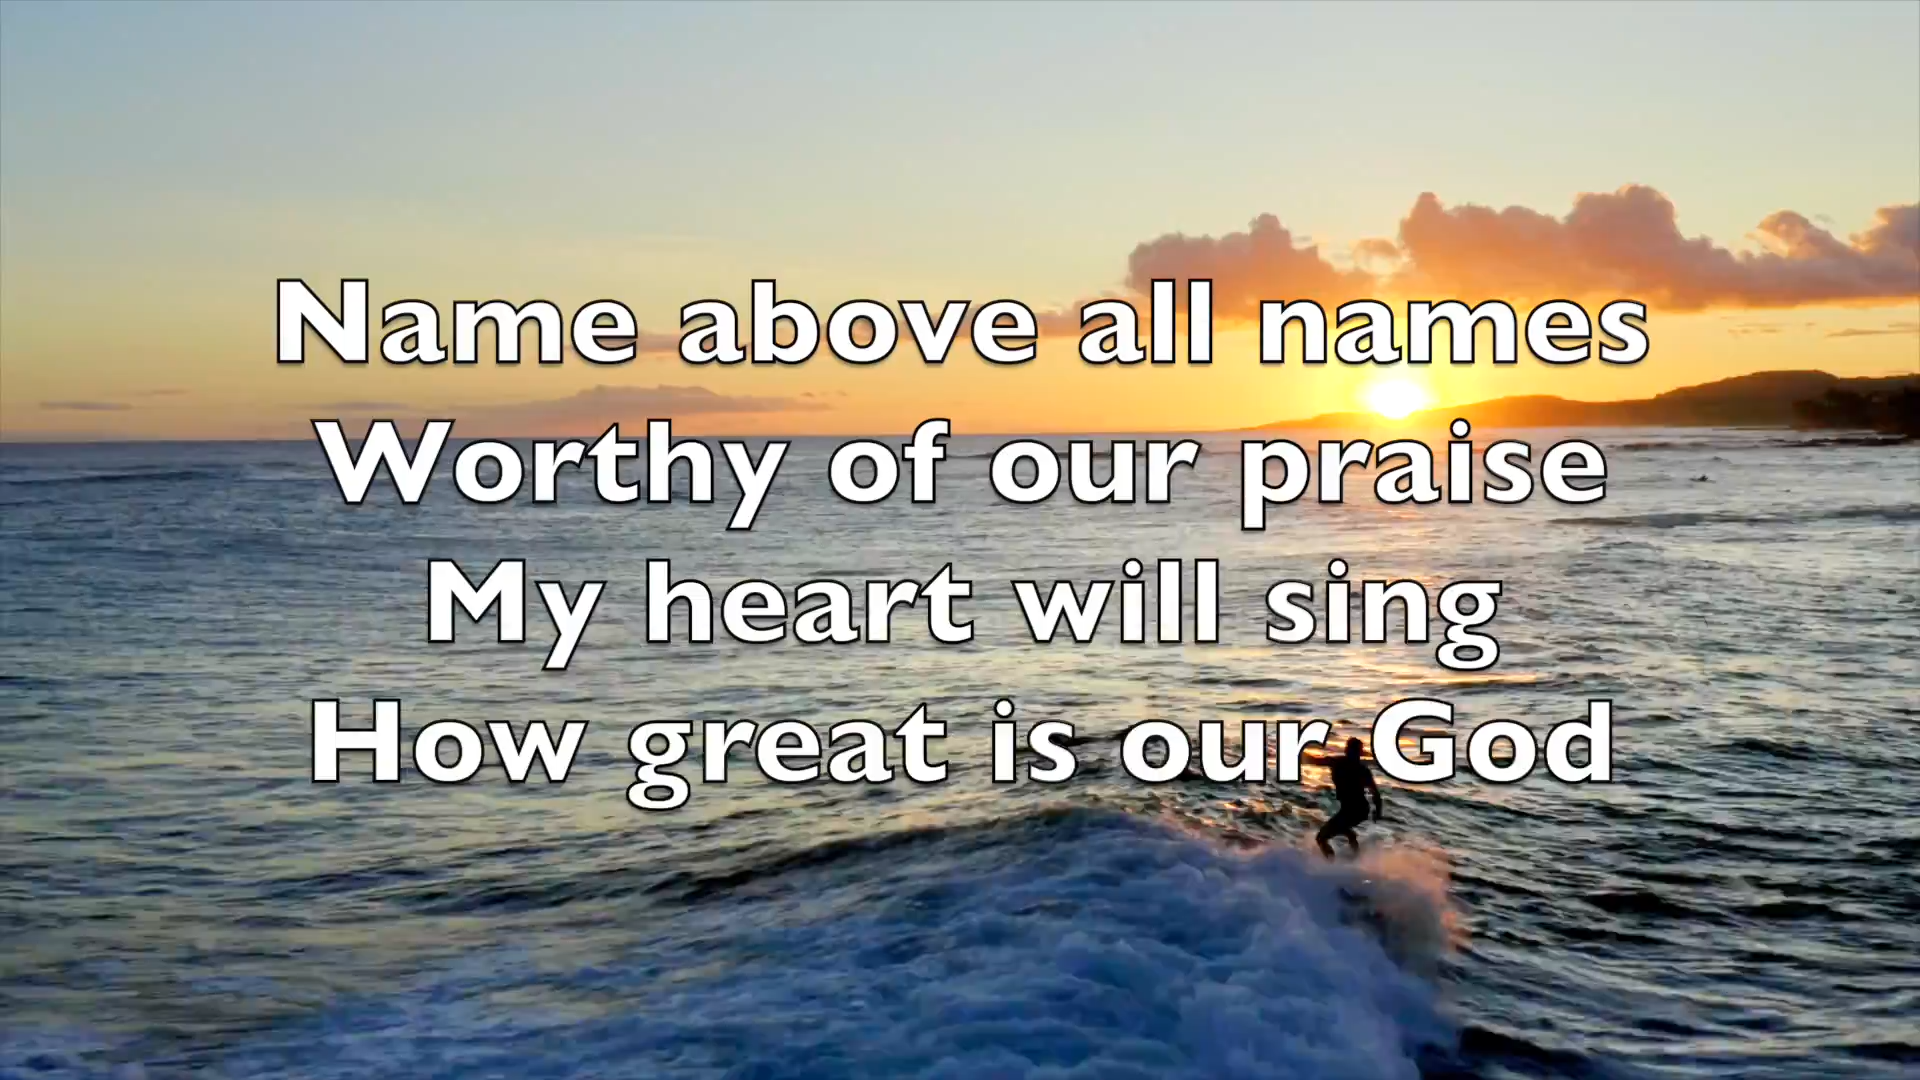 Name above all names
Worthy of our praise
My heart will sing
How great is our God